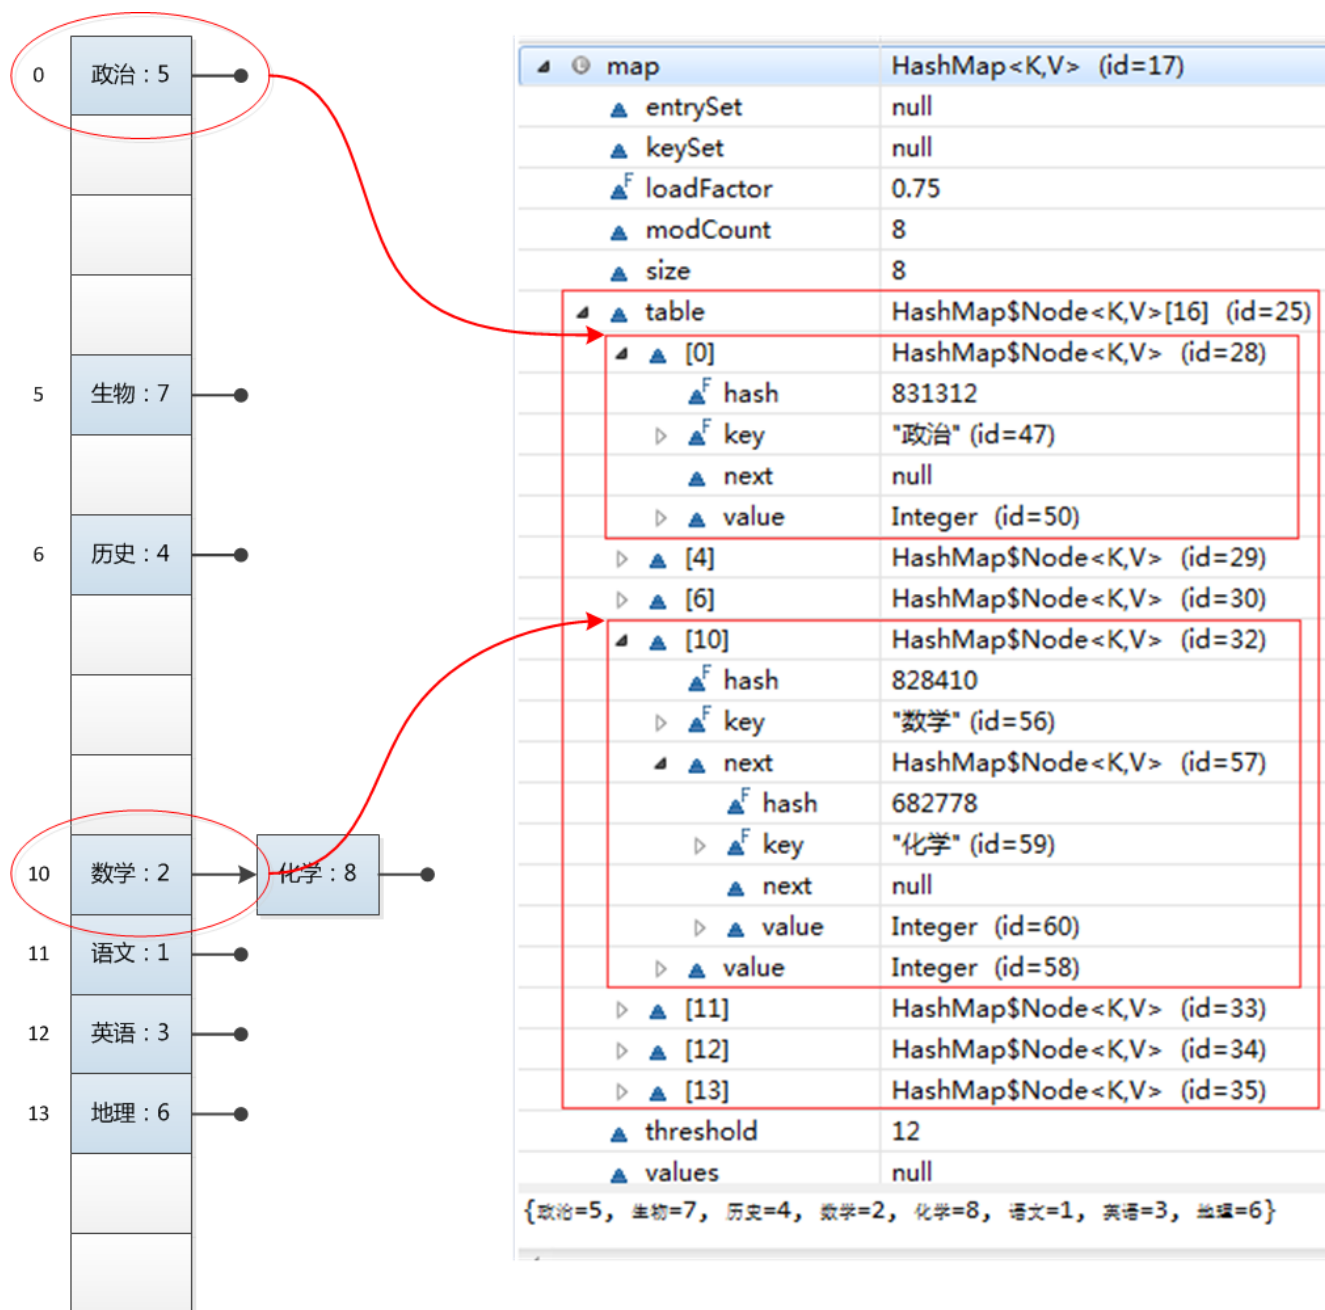 0 政治：5
5 生物：7
6 历史：4
10 数学：2 化学：8
11 语文：1
12 英语：3
13 地理：6
map HashMap<K,V> (id=17)
entrySet null
keySet null
F loadFactor 0.75
modCount 8
size 8
table HashMap$Node<K,V>[16] (id=25)
[0] HashMap$Node<K,V> (id=28)
F hash 831312
F key "政治" (id=47)
next null
value Integer (id=50)
[4] HashMap$Node<K,V> (id=29)
[6] HashMap$Node<K,V> (id=30)
[10] HashMap$Node<K,V> (id=32)
F hash 828410
F key "数学" (id=56)
next HashMap$Node<K,V> (id=57)
F hash 682778
F key "化学" (id=59)
next null
value Integer (id=60)
value Integer (id=58)
[11] HashMap$Node<K,V> (id=33)
[12] HashMap$Node<K,V> (id=34)
[13] HashMap$Node<K,V> (id=35)
threshold 12
values null
{政治=5, 生物=7, 历史=4, 数学=2, 化学=8, 语文=1, 英语=3, 地理=6}